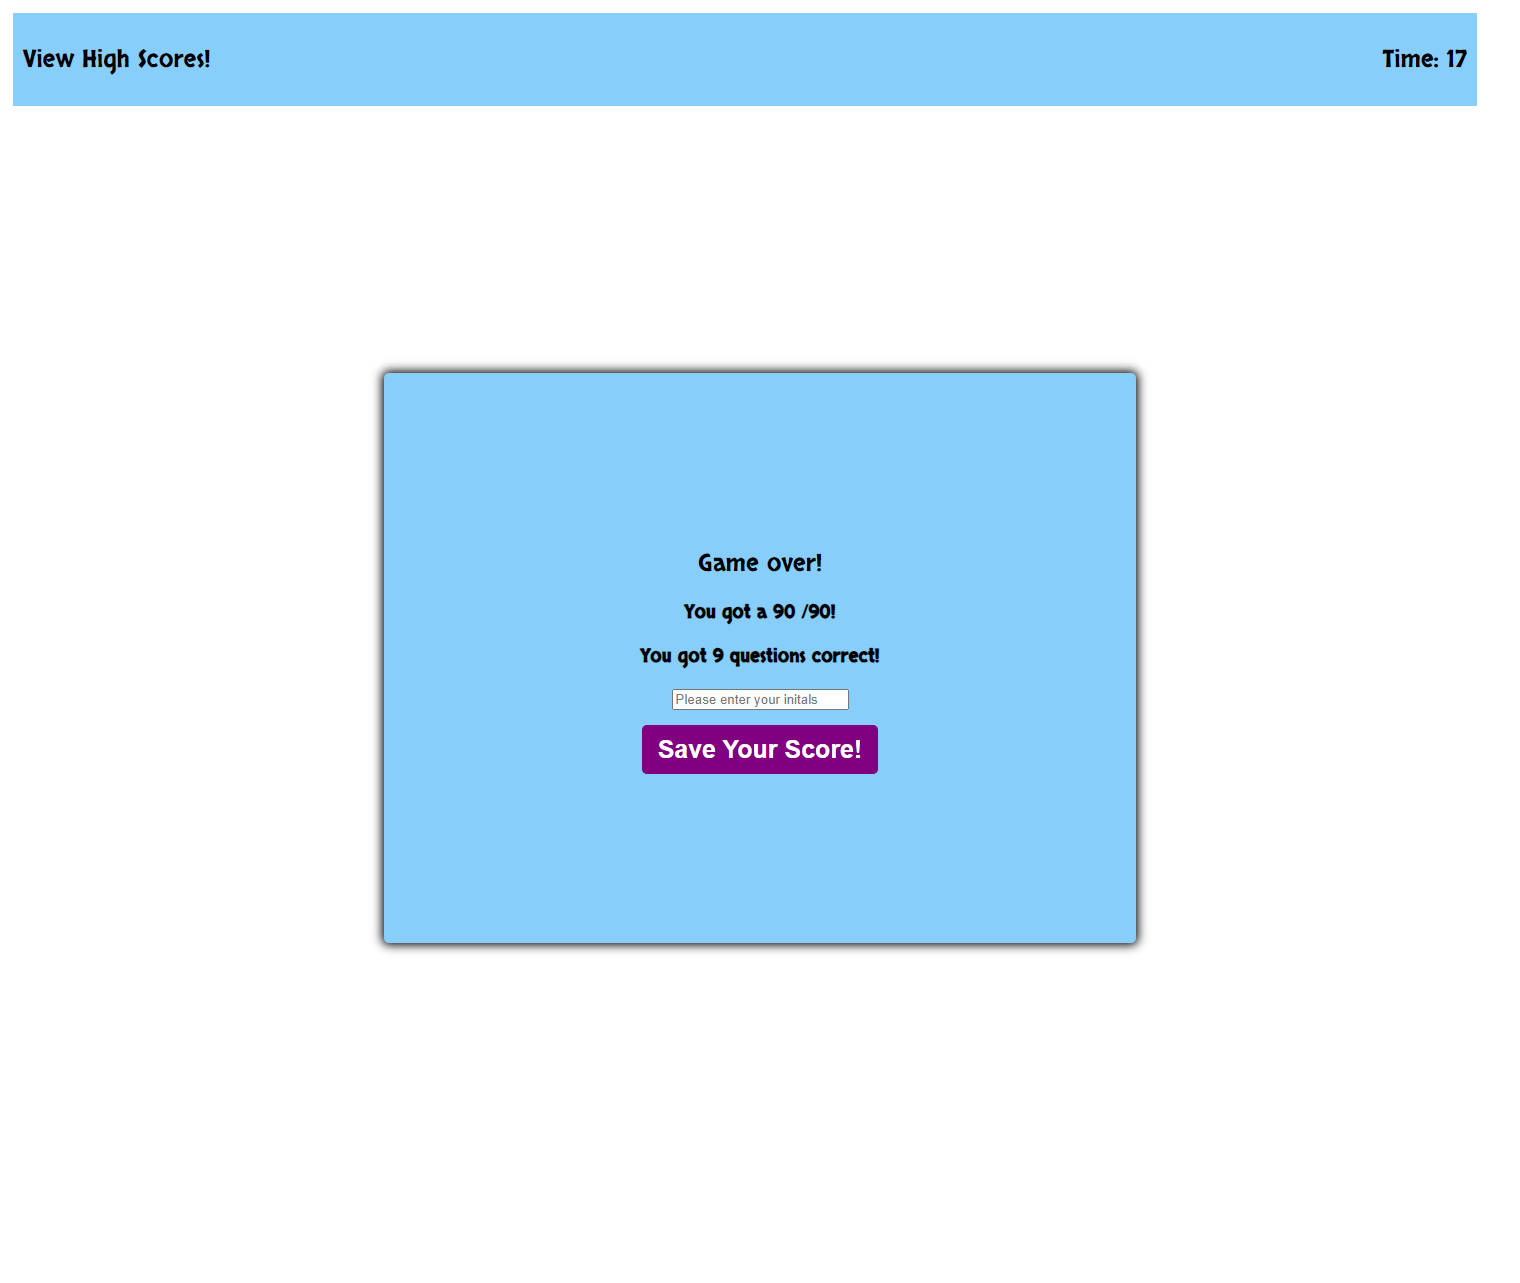 View High Scores!
Time: 17
Game over!
You got a 90 /90!
You got 9 questions correct!
Please enter your initals
Save Your Score!